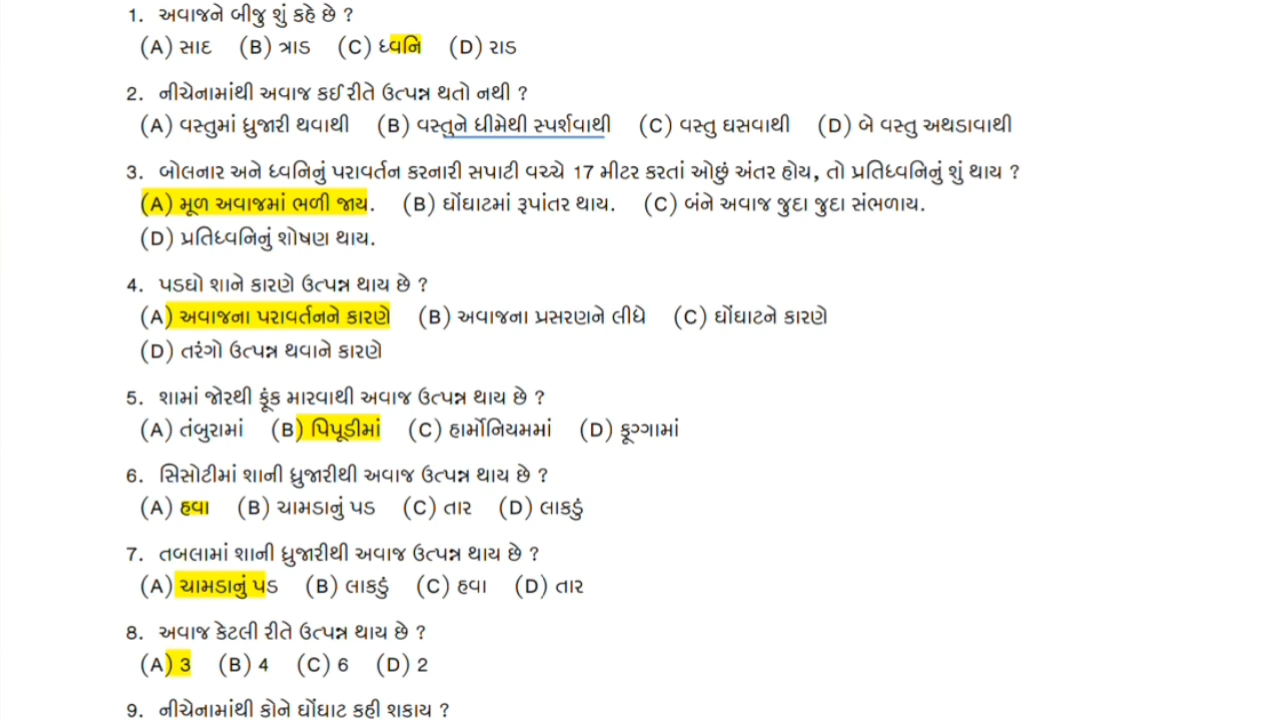 1. અવાજને બીજુ શું કહે છે ?
(A) સાદ (B) ત્રાડ (C) ધ્વનિ (D) રાડ
2. નીચેનામાંથી અવાજ કઈ રીતે ઉત્પન્ન થતો નથી ?
(A) વસ્તુમાં ધ્રુજારી થવાથી (B) વસ્તુને ધીમેથી સ્પર્શવાથી (C) વસ્તુ ઘસવાથી (D) બે વસ્તુ અથડાવાથી
3. બોલનાર અને ધ્વનિનું પરાવર્તન કરનારી સપાટી વચ્ચે 17 મીટર કરતાં ઓછું અંતર હોય, તો પ્રતિધ્વનિનું શું થાય ?
(A) મૂળ અવાજમાં ભળી જાય. (B) ઘોંઘાટમાં રૂપાંતર થાય. (C) બંને અવાજ જુદા જુદા સંભળાય.
(D) પ્રતિધ્વનિનું શોષણ થાય.
4. પડઘો શાને કારણે ઉત્પન્ન થાય છે ?
(A) અવાજના પરાવર્તનને કારણે (B) અવાજના પ્રસરણને લીધે (C) ઘોંઘાટને કારણે
(D) તરંગો ઉત્પન્ન થવાને કારણે
5. શામાં જોરથી ફૂંક મારવાથી અવાજ ઉત્પન્ન થાય છે ?
(A) તંબુરામાં (B) પિપૂડીમાં (C) હાર્મોનિયમમાં (D) ફૂગ્ગામાં
6. સિસોટીમાં શાની ધ્રુજારીથી અવાજ ઉત્પન્ન થાય છે ?
(A) હવા (B) ચામડાનું પડ (C) તાર (D) લાકડું
7. તબલામાં શાની ધ્રુજારીથી અવાજ ઉત્પન્ન થાય છે ?
(A) ચામડાનું પડ (B) લાકડું (C) હવા (D) તાર
8. અવાજ કેટલી રીતે ઉત્પન્ન થાય છે ?
(A) 3 (B) 4 (C) 6 (D) 2
9. નીચેનામાંથી કોને ઘોંઘાટ કહી શકાય ?